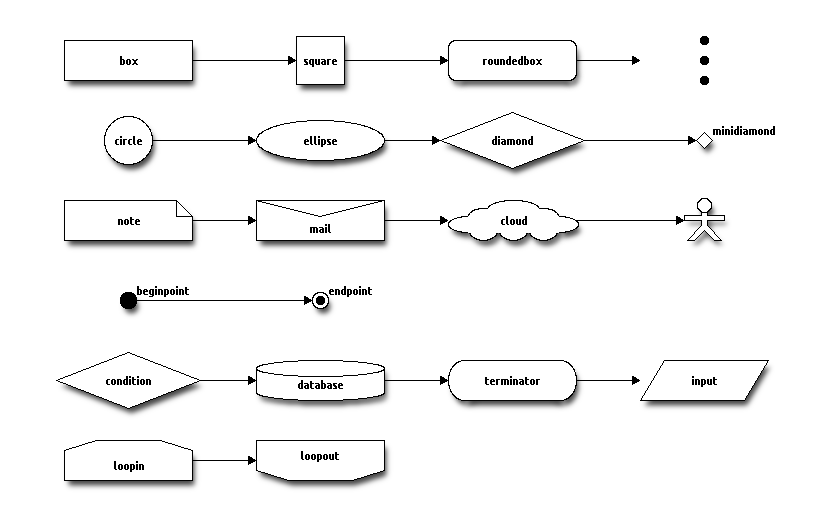 box
square
roundedbox
circle
ellipse
diamond
minidiamond
note
mail
cloud
beginpoint
endpoint
condition
database
terminator
input
loopin
loopout